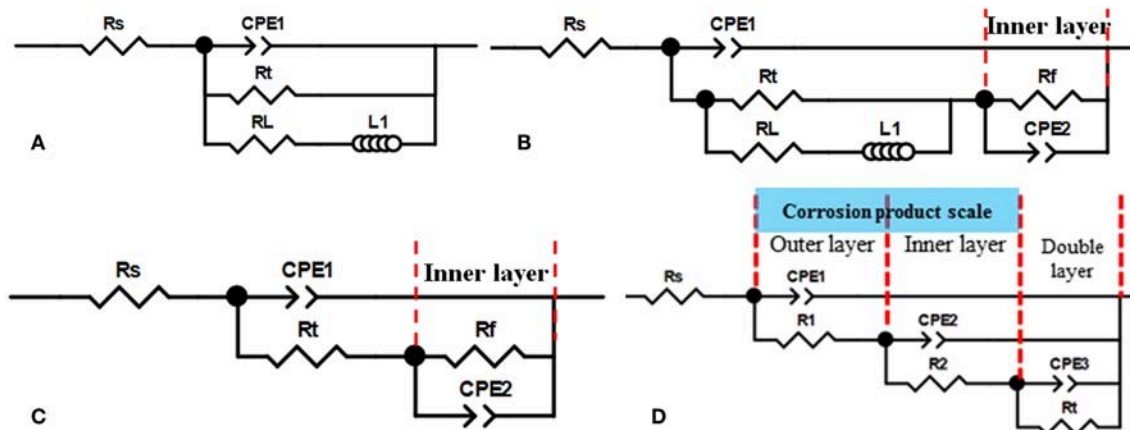 Rs
CPE1
Rt
RL
L1
A
Rs
CPE1
Inner layer
Rt
Rf
RL
L1
CPE2
B
Rs
CPE1
Inner layer
Rt
Rf
CPE2
C
Corrosion product scale
Outer layer
Inner layer
Double
layer
Rs
CPE1
R1
CPE2
R2
CPE3
Rt
D